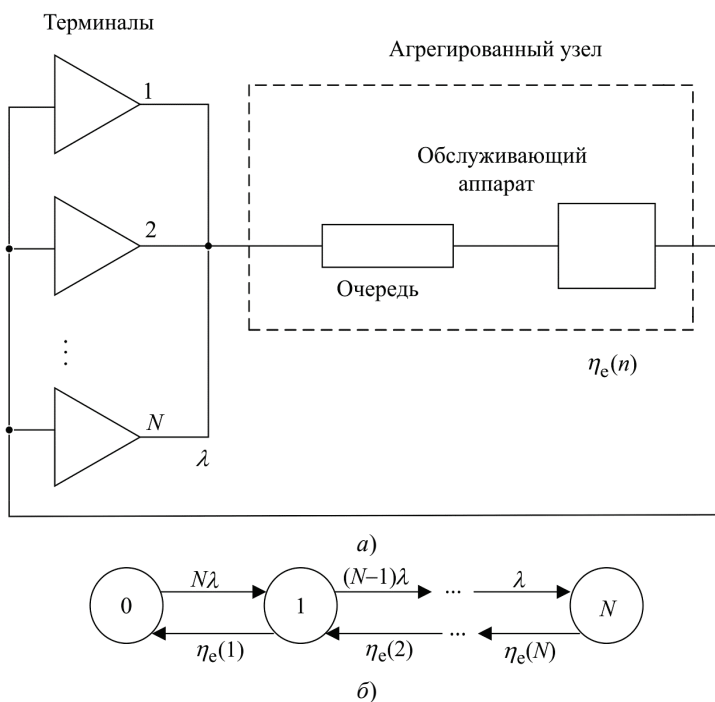 Терминалы
Агрегированный узел
1
Обслуживающий
аппарат
2
Очередь
⋮
ηe(n)
N
λ
а)
Nλ
(N–1)λ
...
λ
0
1
N
ηe(1)
ηe(2)
...
ηe(N)
б)